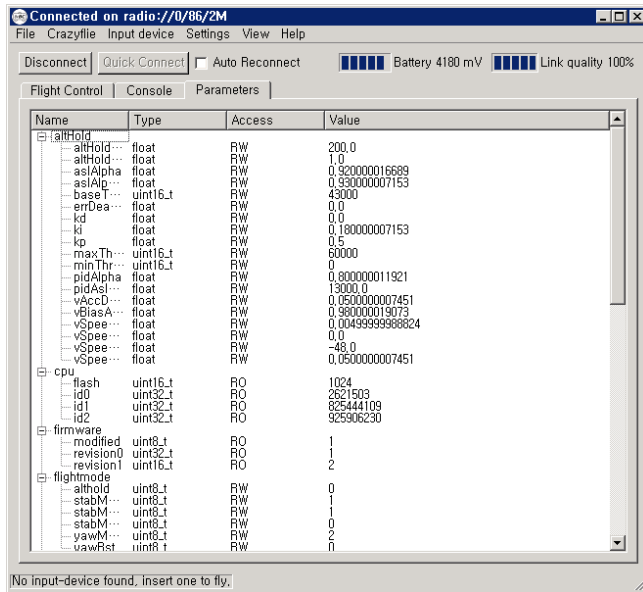 Connected on radio://0/86/2M
File Crazyflie Input device Settings View Help
Disconnect Quick Connect Auto Reconnect Battery 4180 mV Link quality 100%
Flight Control Console Parameters
Name Type Access Value
altHold
altHold… float RW 200,0
altHold… float RW 1,0
aslAlpha float RW 0,920000016689
aslAlp… float RW 0,930000007153
baseT… uint16_t RW 43000
errDea… float RW 0,0
kd float RW 0,0
ki float RW 0,180000007153
kp float RW 0,5
maxTh… uint16_t RW 60000
minThr… uint16_t RW 0
pidAlpha float RW 0,800000011921
pidAsl… float RW 13000,0
vAccD… float RW 0,0500000007451
vBiasA… float RW 0,980000019073
vSpee… float RW 0,00499999988824
vSpee… float RW 0,0
vSpee… float RW -48,0
vSpee… float RW 0,0500000007451
cpu
flash uint16_t RO 1024
id0 uint32_t RO 2621503
id1 uint32_t RO 825444109
id2 uint32_t RO 925906230
firmware
modified uint8_t RO 1
revision0 uint32_t RO 1
revision1 uint16_t RO 2
flightmode
althold uint8_t RW 0
stabM… uint8_t RW 1
stabM… uint8_t RW 1
stabM… uint8_t RW 0
yawM… uint8_t RW 2
yawRst uint8_t RW 0
No input-device found, insert one to fly,